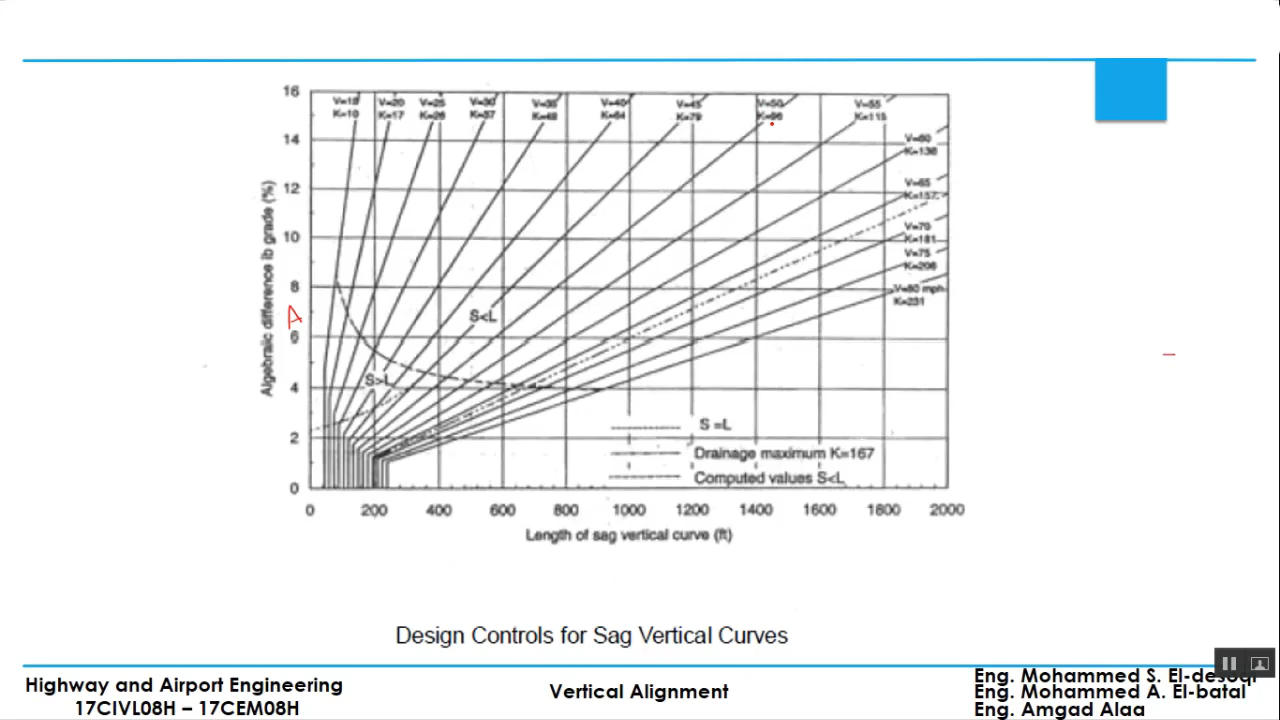 16
V=15 V=20 V=25 V=30 V=35 V=40 V=45 V=50 V=55
K=10 K=17 K=26 K=37 K=49 K=64 K=79 K=96 K=115
14
V=60
K=136
12
V=65
K=157
10
V=70
K=181
V=75
K=206
8
V=80 mph
K=231
A
6
4
2
0
Algebraic difference ib grade (%)
S<L
S>L
S =L
Drainage maximum K=167
Computed values S<L
0 200 400 600 800 1000 1200 1400 1600 1800 2000
Length of sag vertical curve (ft)
Design Controls for Sag Vertical Curves
Highway and Airport Engineering
17CIVL08H – 17CEM08H
Vertical Alignment
Eng. Mohammed S. El-desoqi
Eng. Mohammed A. El-batal
Eng. Amgad Alaa